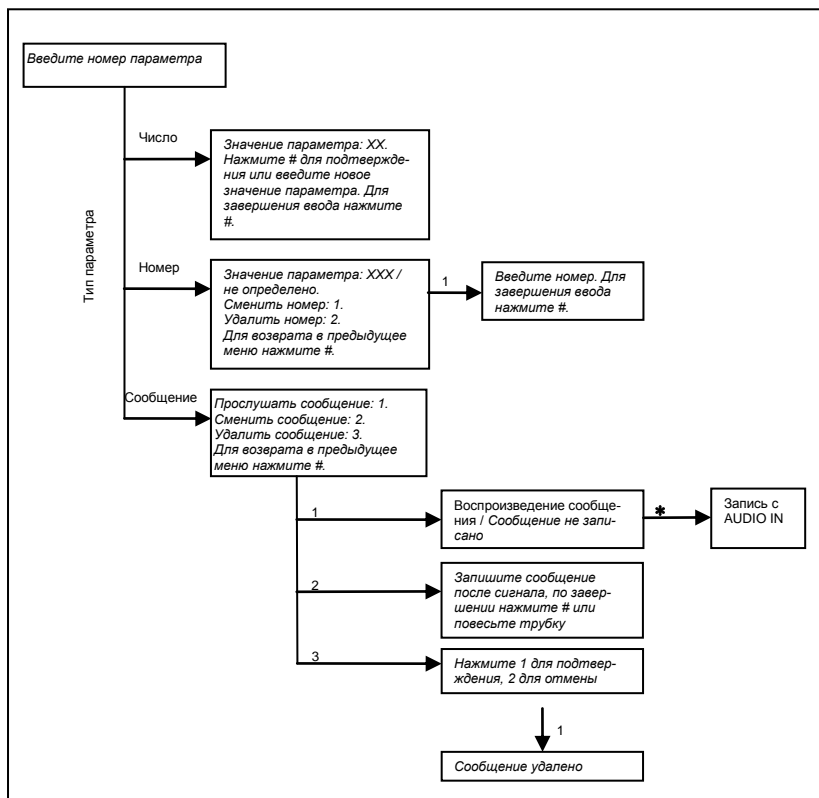 Введите номер параметра
Число
Значение параметра: XX.
Нажмите # для подтвержде-
ния или введите новое
значение параметра. Для
завершения ввода нажмите
#.
Тип параметра
Номер
Значение параметра: XXX /
не определено.
Сменить номер: 1.
Удалить номер: 2.
Для возврата в предыдущее
меню нажмите #.
1
Введите номер. Для
завершения ввода
нажмите #.
Сообщение
Прослушать сообщение: 1.
Сменить сообщение: 2.
Удалить сообщение: 3.
Для возврата в предыдущее
меню нажмите #.
1
Воспроизведение сообще-
ния / Сообщение не запи-
сано
*
Запись с
AUDIO IN
2
Запишите сообщение
после сигнала, по завер-
шении нажмите # или
повесьте трубку
3
Нажмите 1 для подтвер-
ждения, 2 для отмены
1
Сообщение удалено